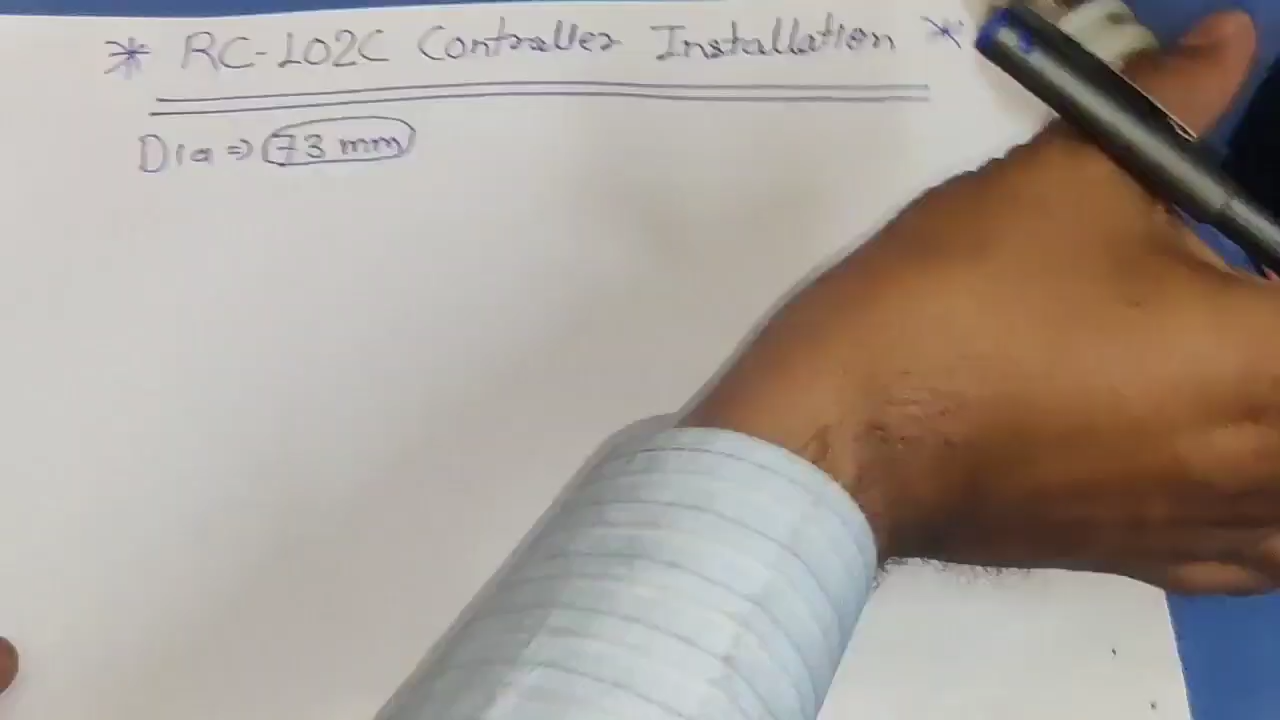 * RC-102C Controller Installation *
Dia ⇒ 73 mm